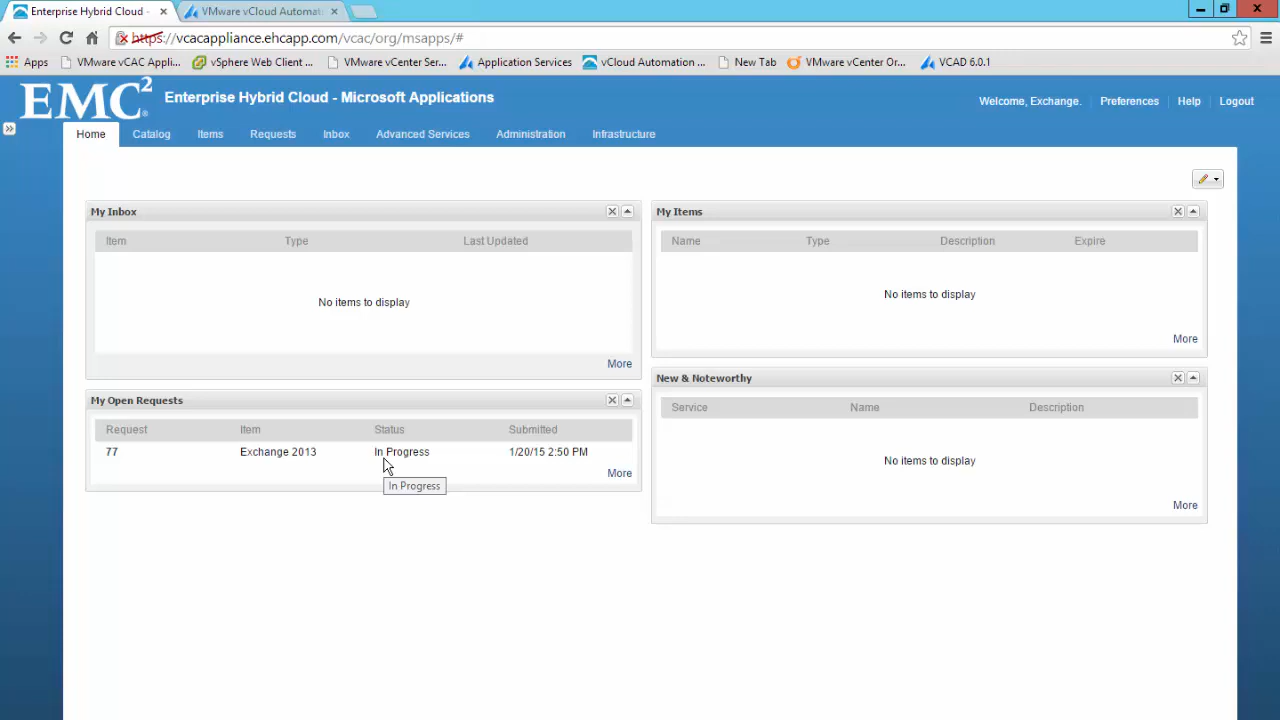 Enterprise Hybrid Cloud -
VMware vCloud Automat
https://vcacappliance.ehcapp.com/vcac/org/msapps/#
Apps VMware vCAC Appli... vSphere Web Client ... VMware vCenter Ser... Application Services vCloud Automation ... New Tab VMware vCenter Or... VCAD 6.0.1
EMC²® Enterprise Hybrid Cloud - Microsoft Applications
Welcome, Exchange. Preferences Help Logout
Home Catalog Items Requests Inbox Advanced Services Administration Infrastructure
My Inbox
Item Type Last Updated
No items to display
More
My Open Requests
Request Item Status Submitted
77 Exchange 2013 In Progress 1/20/15 2:50 PM
More
In Progress
My Items
Name Type Description Expire
No items to display
More
New & Noteworthy
Service Name Description
No items to display
More